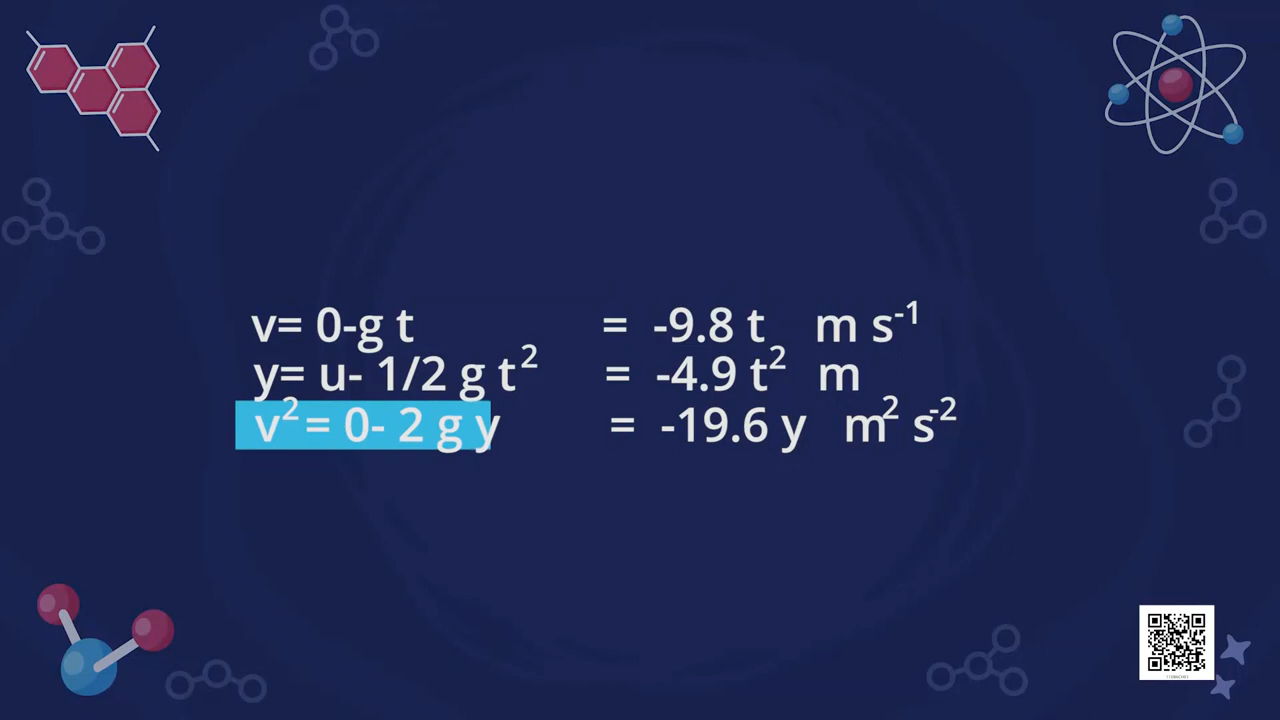 v= 0-g t = -9.8 t m s⁻¹
y= u- 1/2 g t² = -4.9 t² m
v² = 0- 2 g y = -19.6 y m² s⁻²